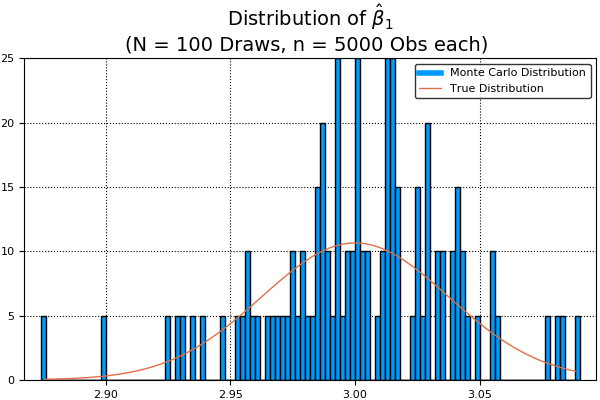 Distribution of β̂₁
(N = 100 Draws, n = 5000 Obs each)
25
20
15
10
5
0
Monte Carlo Distribution
True Distribution
2.90 2.95 3.00 3.05